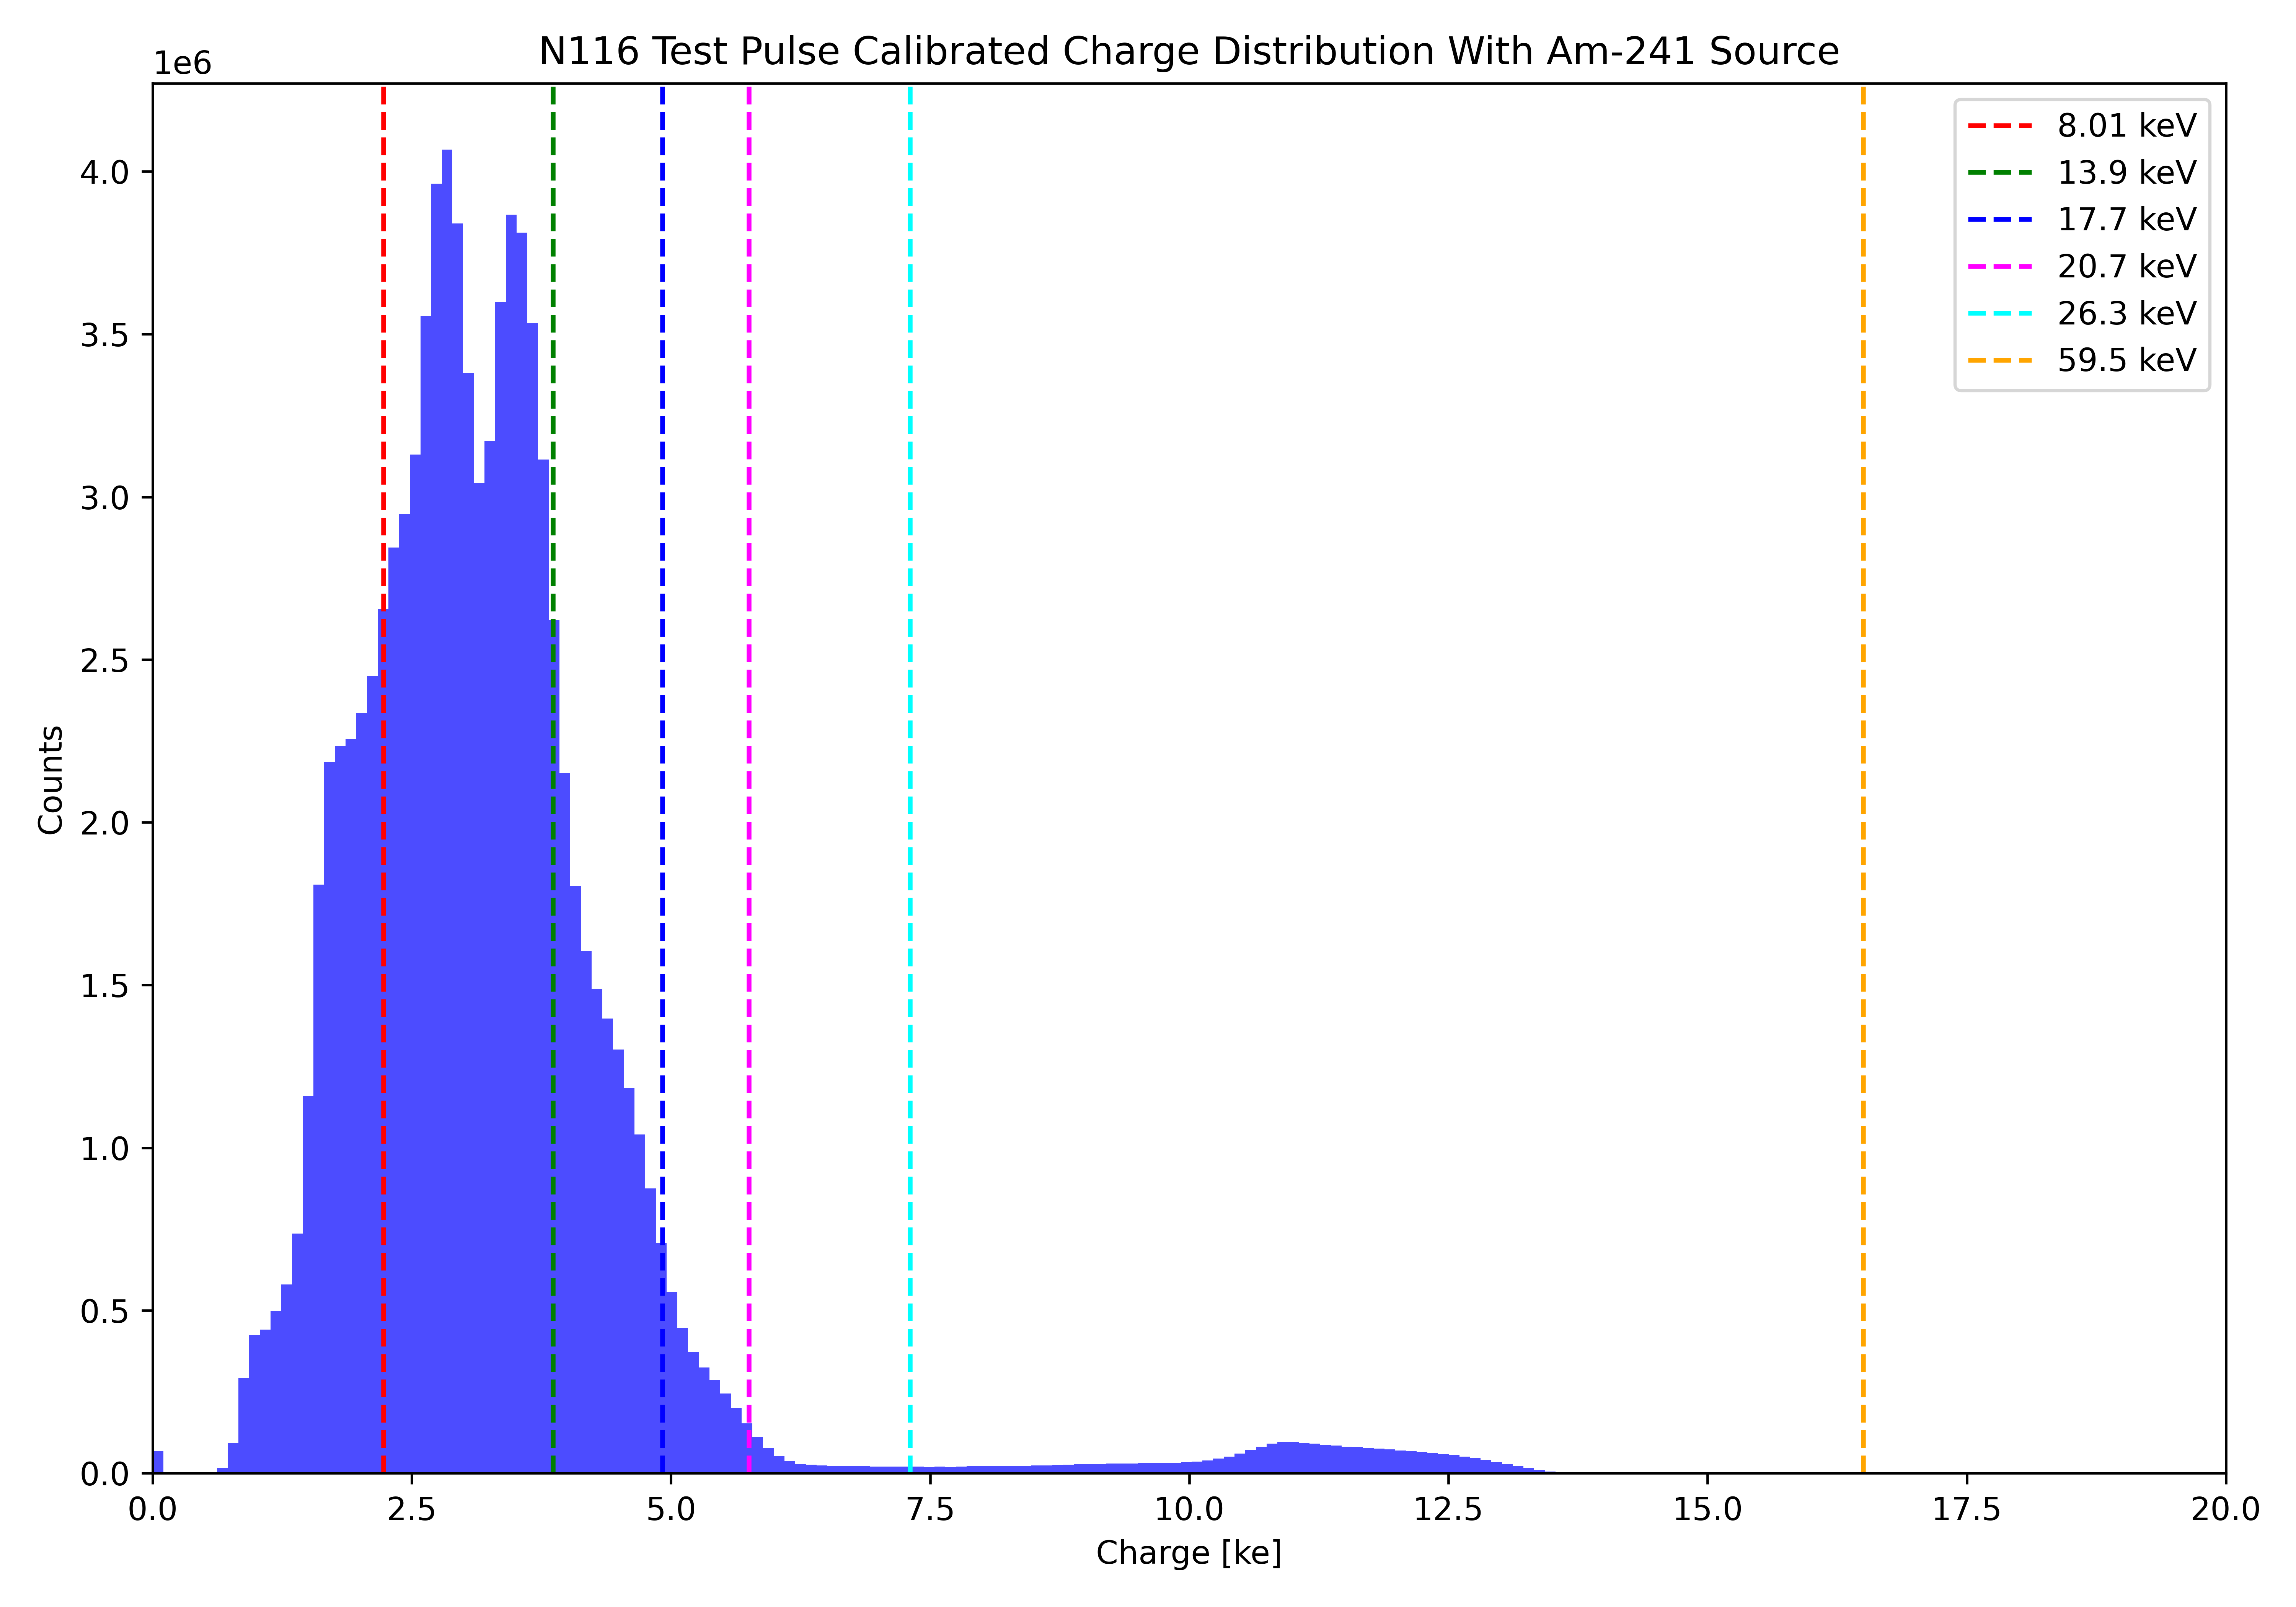 N116 Test Pulse Calibrated Charge Distribution With Am-241 Source
1e6
8.01 keV
13.9 keV
17.7 keV
20.7 keV
26.3 keV
59.5 keV
4.0
3.5
3.0
2.5
2.0
1.5
1.0
0.5
0.0
Counts
0.0 2.5 5.0 7.5 10.0 12.5 15.0 17.5 20.0
Charge [ke]